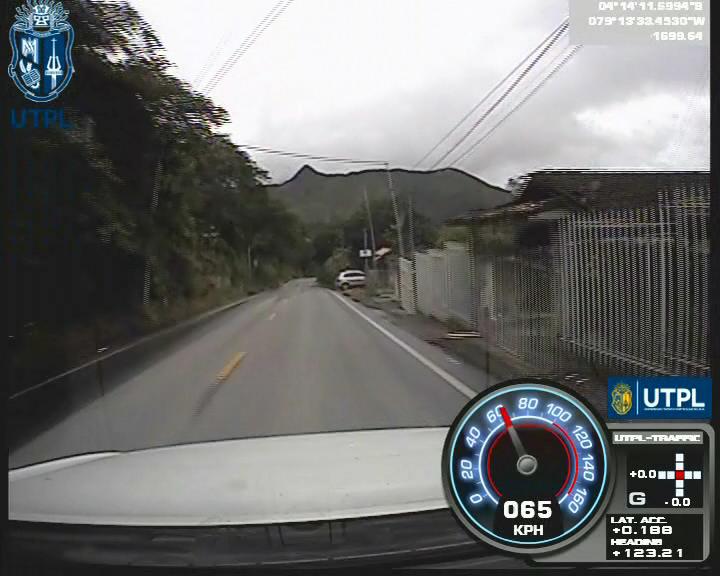 04°14'11.5994"S
079°13'33.4530"W
1699.64
UTPL
UTPL
UTPL-TRAFFIC
0 20 40 60 80 100 120 140 160
065
KPH
+0.0
G -0.0
LAT. ACC.
+0.188
HEADING
+123.21